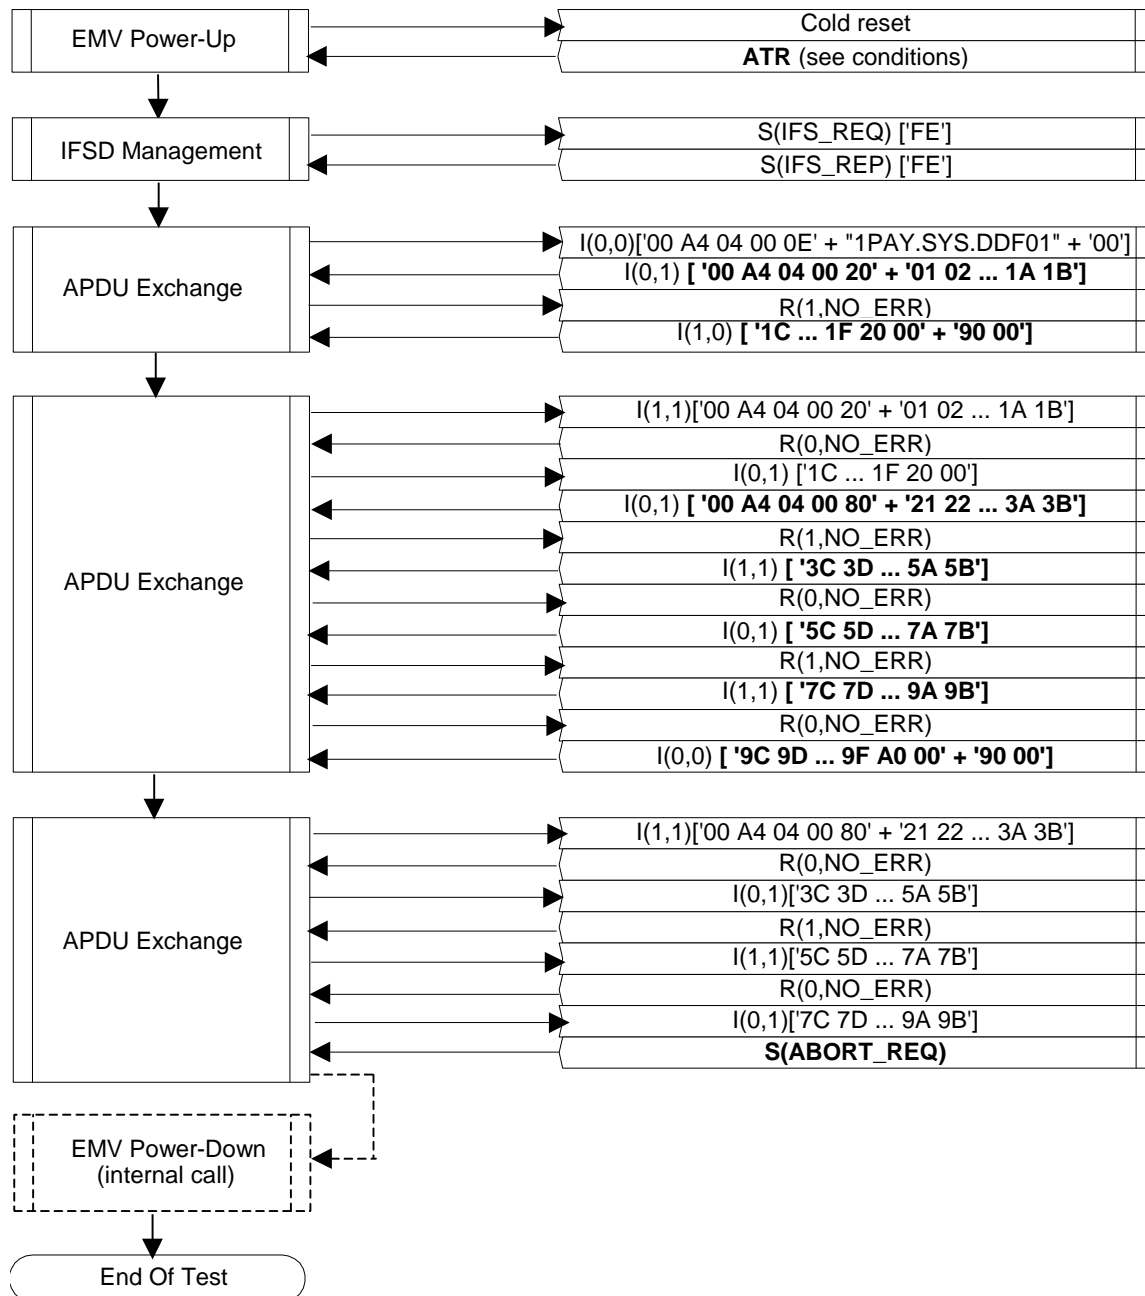 EMV Power-Up
Cold reset
ATR (see conditions)
IFSD Management
S(IFS_REQ) ['FE']
S(IFS_REP) ['FE']
APDU Exchange
I(0,0)['00 A4 04 00 0E' + "1PAY.SYS.DDF01" + '00']
I(0,1) [ '00 A4 04 00 20' + '01 02 ... 1A 1B']
R(1,NO_ERR)
I(1,0) [ '1C ... 1F 20 00' + '90 00']
APDU Exchange
I(1,1)['00 A4 04 00 20' + '01 02 ... 1A 1B']
R(0,NO_ERR)
I(0,1) ['1C ... 1F 20 00']
I(0,1) [ '00 A4 04 00 80' + '21 22 ... 3A 3B']
R(1,NO_ERR)
I(1,1) [ '3C 3D ... 5A 5B']
R(0,NO_ERR)
I(0,1) [ '5C 5D ... 7A 7B']
R(1,NO_ERR)
I(1,1) [ '7C 7D ... 9A 9B']
R(0,NO_ERR)
I(0,0) [ '9C 9D ... 9F A0 00' + '90 00']
APDU Exchange
I(1,1)['00 A4 04 00 80' + '21 22 ... 3A 3B']
R(0,NO_ERR)
I(0,1)['3C 3D ... 5A 5B']
R(1,NO_ERR)
I(1,1)['5C 5D ... 7A 7B']
R(0,NO_ERR)
I(0,1)['7C 7D ... 9A 9B']
S(ABORT_REQ)
EMV Power-Down
(internal call)
End Of Test